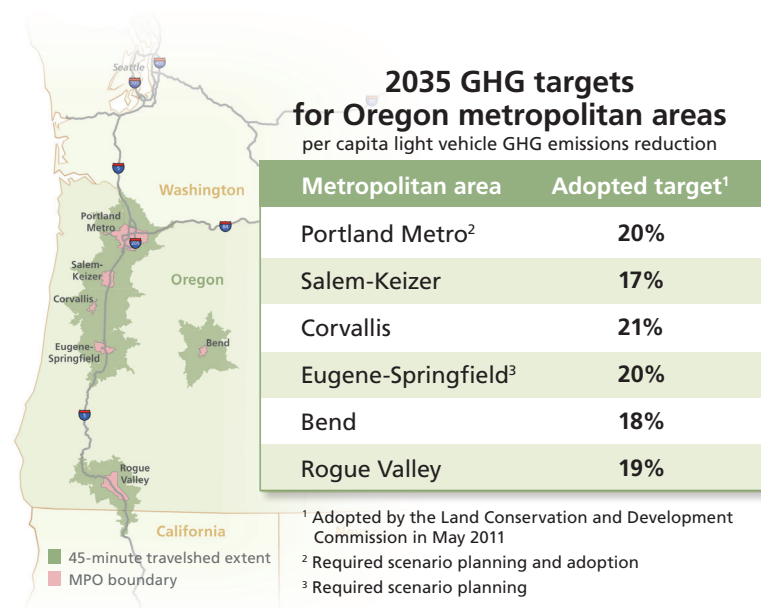 2035 GHG targets
for Oregon metropolitan areas
per capita light vehicle GHG emissions reduction
Metropolitan area Adopted target¹
Portland Metro² 20%
Salem-Keizer 17%
Corvallis 21%
Eugene-Springfield³ 20%
Bend 18%
Rogue Valley 19%
¹ Adopted by the Land Conservation and Development
Commission in May 2011
² Required scenario planning and adoption
³ Required scenario planning
Seattle
5
Washington
Portland
Metro
205
84
Salem-
Keizer
Oregon
Corvallis
Eugene-
Springfield
Bend
5
Rogue
Valley
California
45-minute travelshed extent
MPO boundary